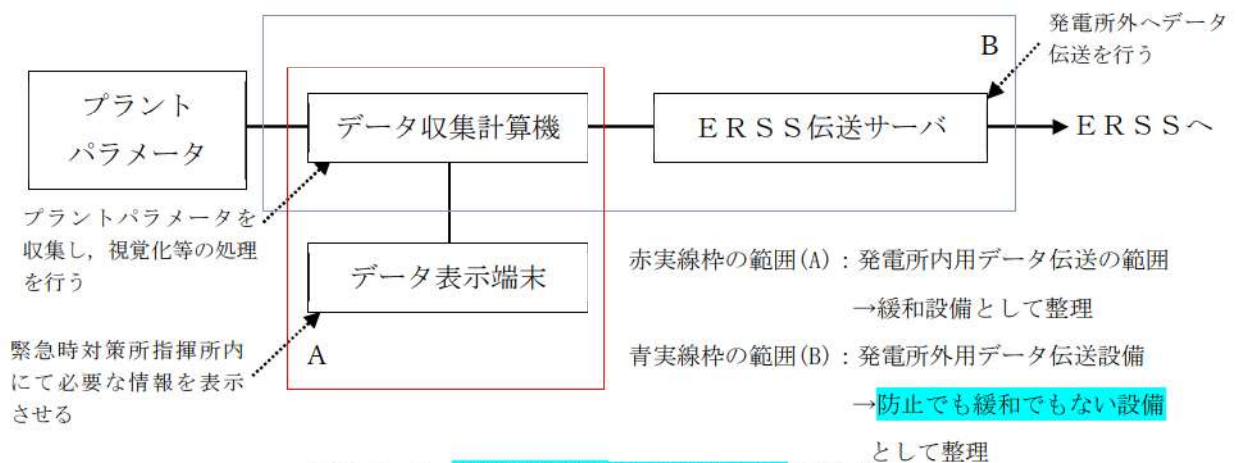 発電所外へデータ
伝送を行う
B
プラント
パラメータ
データ収集計算機
ERSS伝送サーバ
ERSSへ
プラントパラメータを
収集し,視覚化等の処理
を行う
データ表示端末
緊急時対策所指揮所内
にて必要な情報を表示
させる
A
赤実線枠の範囲(A):発電所内用データ伝送の範囲
→緩和設備として整理
青実線枠の範囲(B):発電所外用データ伝送設備
→防止でも緩和でもない設備
として整理